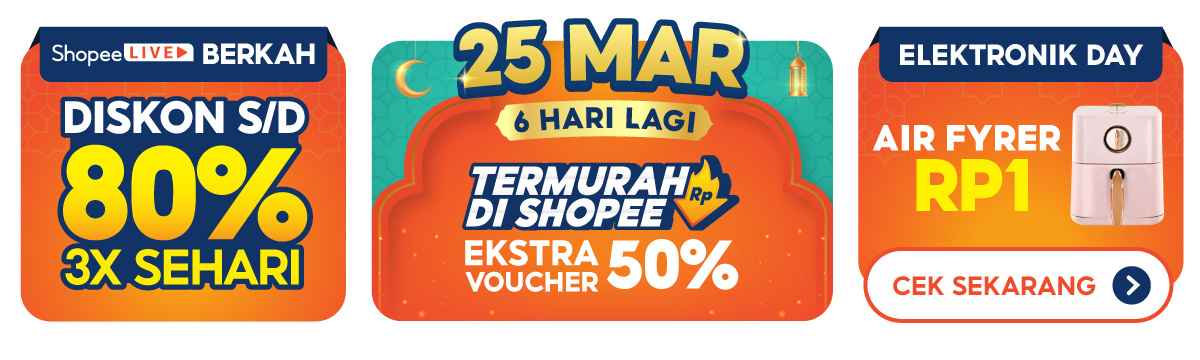 Shopee LIVE BERKAH
DISKON S/D
80%
3X SEHARI
25 MAR
6 HARI LAGI
TERMURAH
DI SHOPEE
Rp
EKSTRA
VOUCHER
50%
ELEKTRONIK DAY
AIR FYRER
RP1
CEK SEKARANG